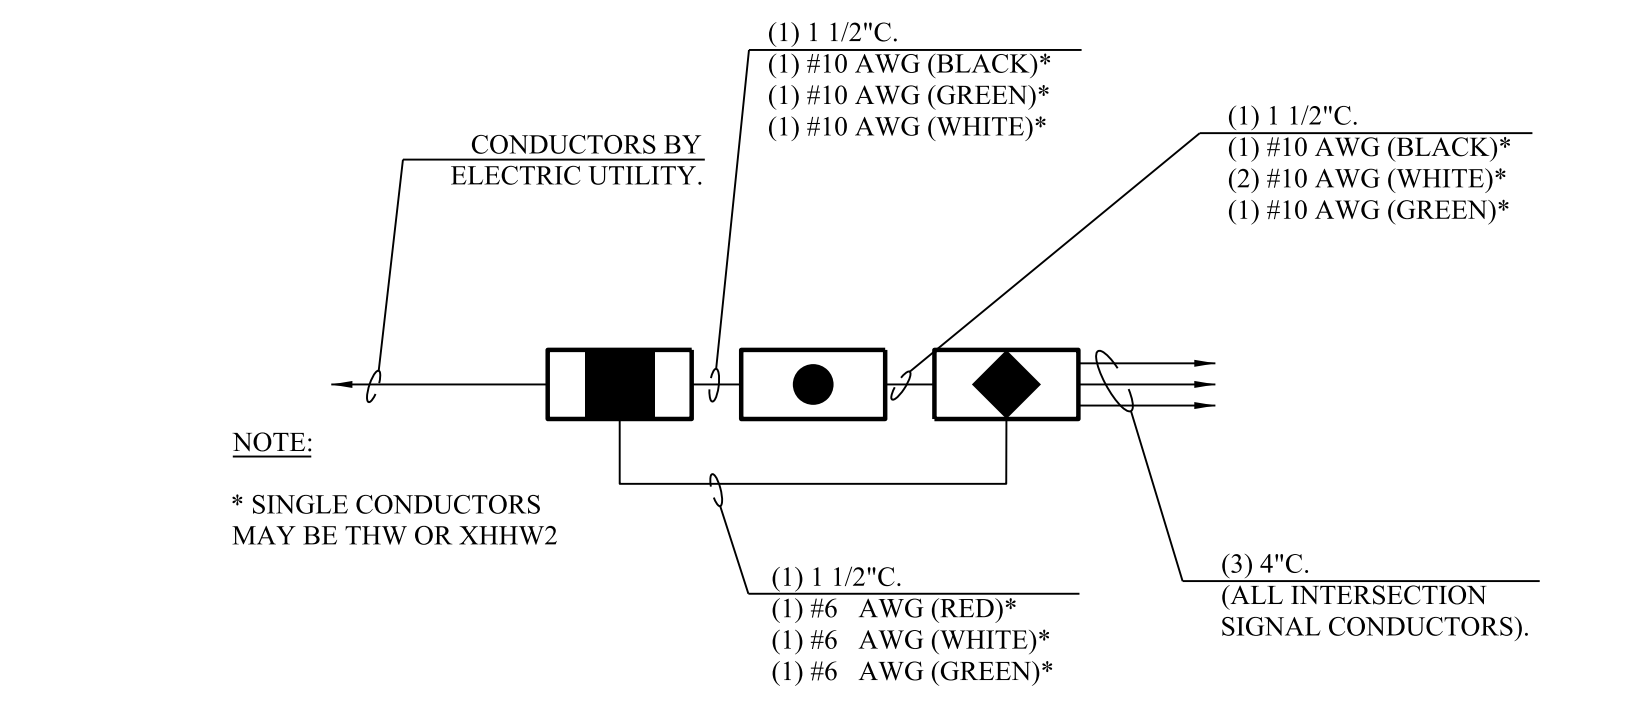 (1) 1 1/2"C.
(1) #10 AWG (BLACK)*
(1) #10 AWG (GREEN)*
(1) #10 AWG (WHITE)*
(1) 1 1/2"C.
(1) #10 AWG (BLACK)*
(2) #10 AWG (WHITE)*
(1) #10 AWG (GREEN)*
CONDUCTORS BY
ELECTRIC UTILITY.
NOTE:
* SINGLE CONDUCTORS
MAY BE THW OR XHHW2
(1) 1 1/2"C.
(1) #6 AWG (RED)*
(1) #6 AWG (WHITE)*
(1) #6 AWG (GREEN)*
(3) 4"C.
(ALL INTERSECTION
SIGNAL CONDUCTORS).